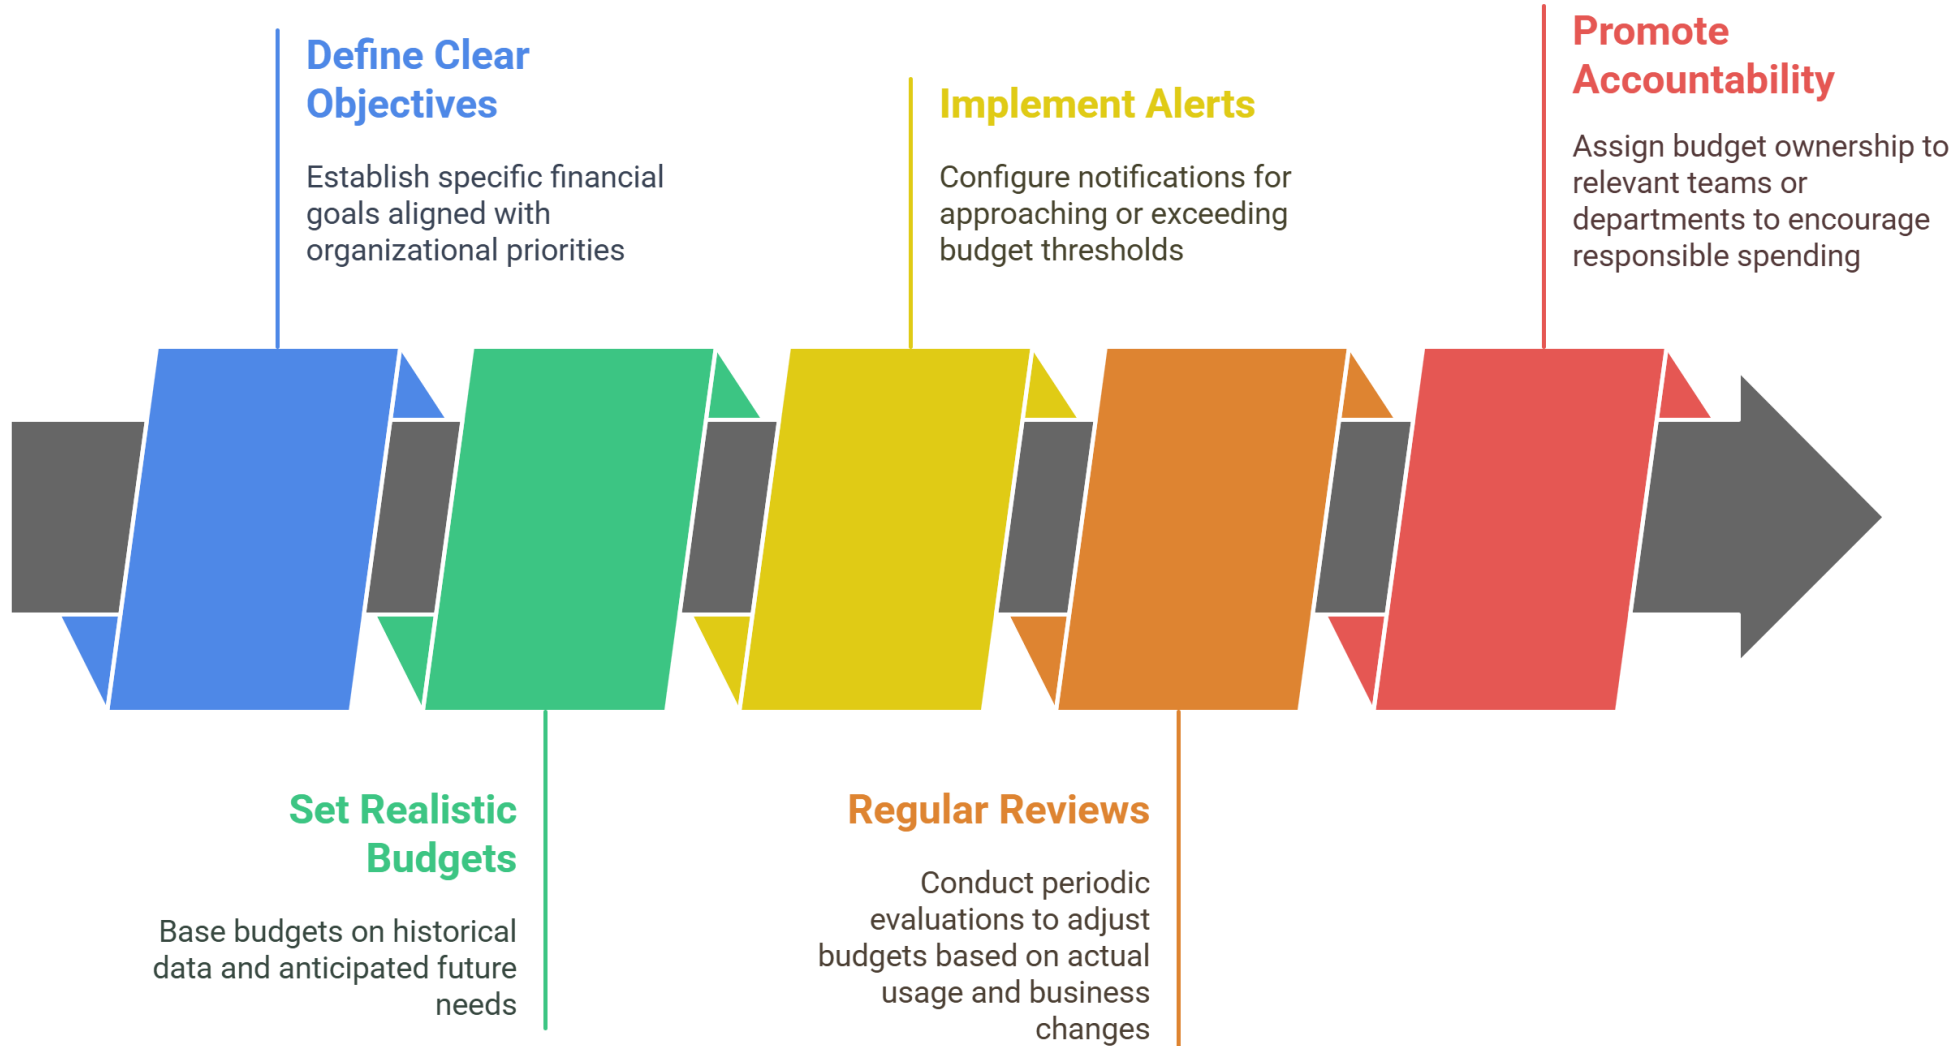 Define Clear
Objectives
Establish specific financial
goals aligned with
organizational priorities
Set Realistic
Budgets
Base budgets on historical
data and anticipated future
needs
Implement Alerts
Configure notifications for
approaching or exceeding
budget thresholds
Regular Reviews
Conduct periodic
evaluations to adjust
budgets based on actual
usage and business
changes
Promote
Accountability
Assign budget ownership to
relevant teams or
departments to encourage
responsible spending